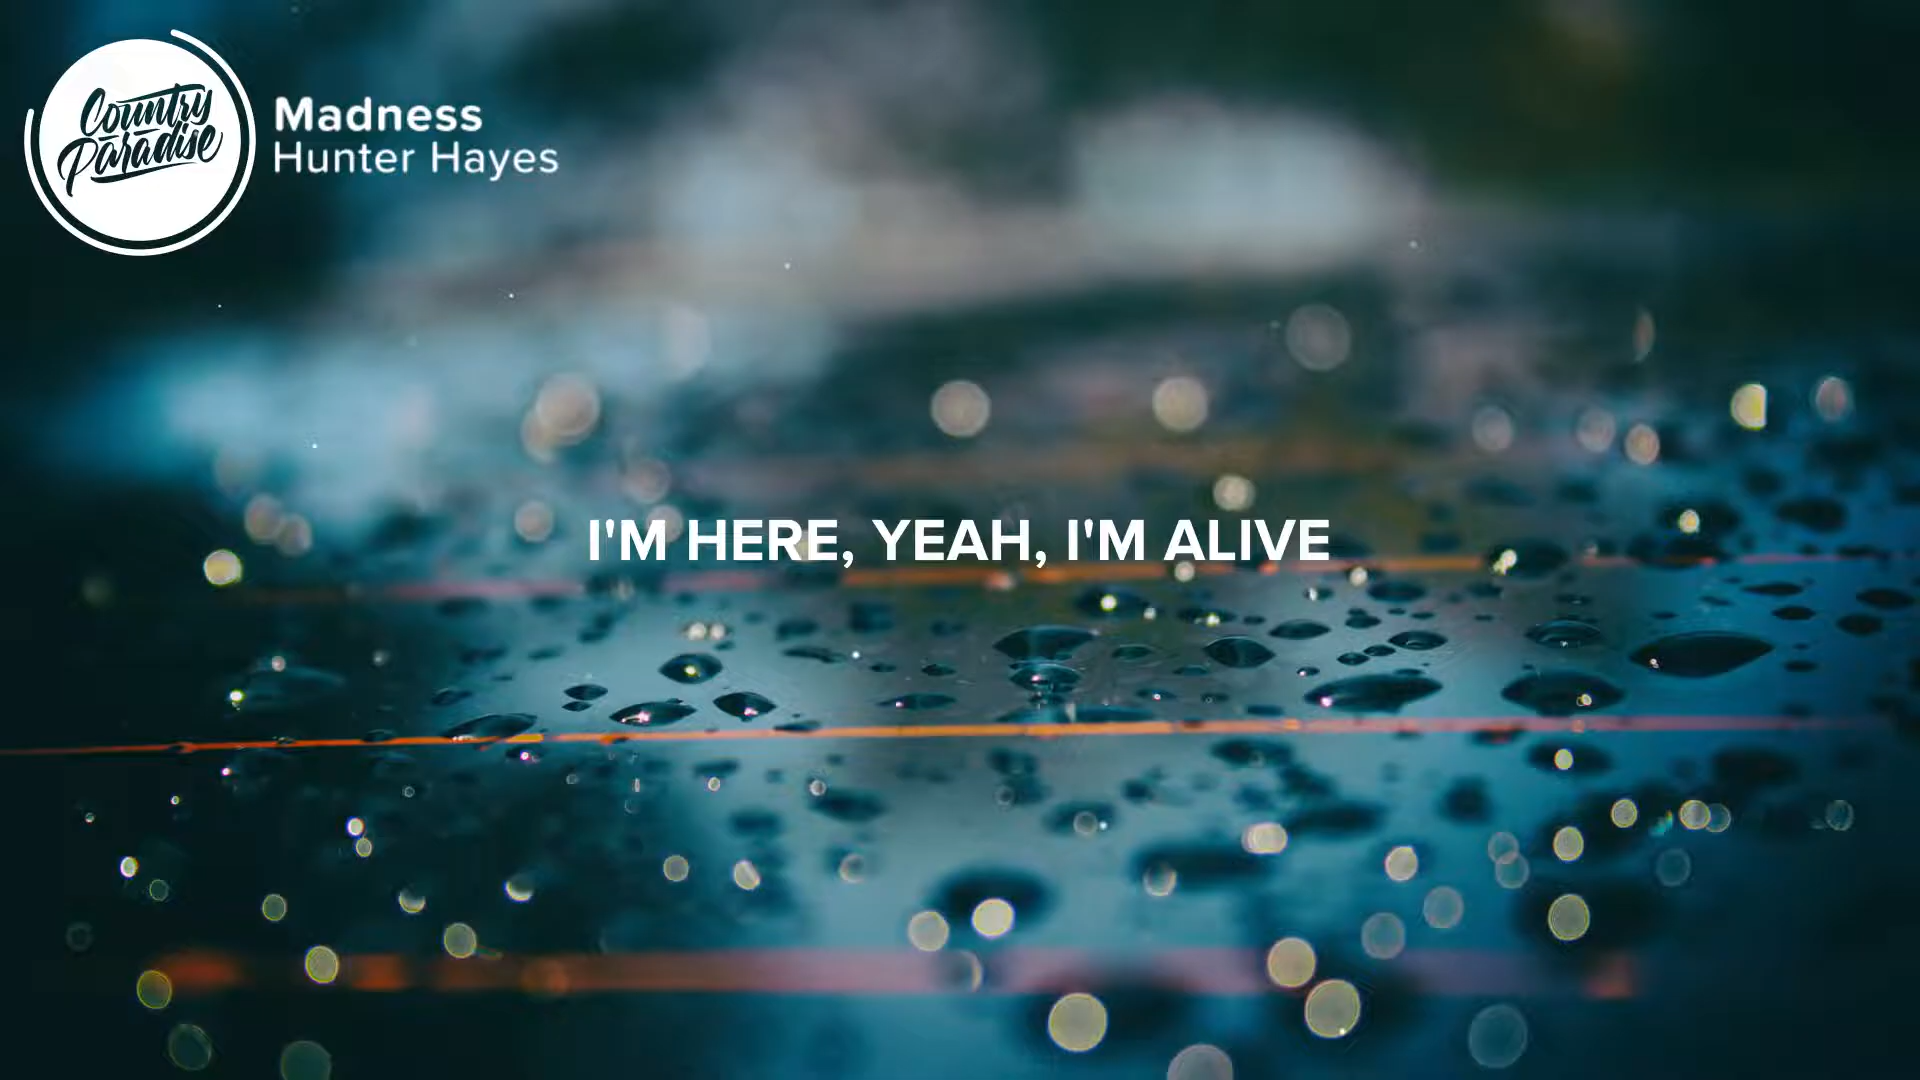 Country
Paradise
Madness
Hunter Hayes
I'M HERE, YEAH, I'M ALIVE